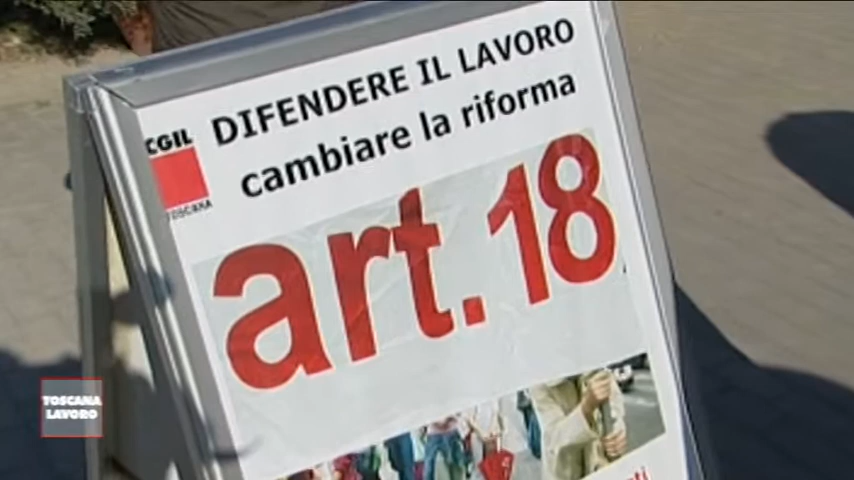 DIFENDERE IL LAVORO
cambiare la riforma
CGIL
TOSCANA
art. 18
TOSCANA
LAVORO